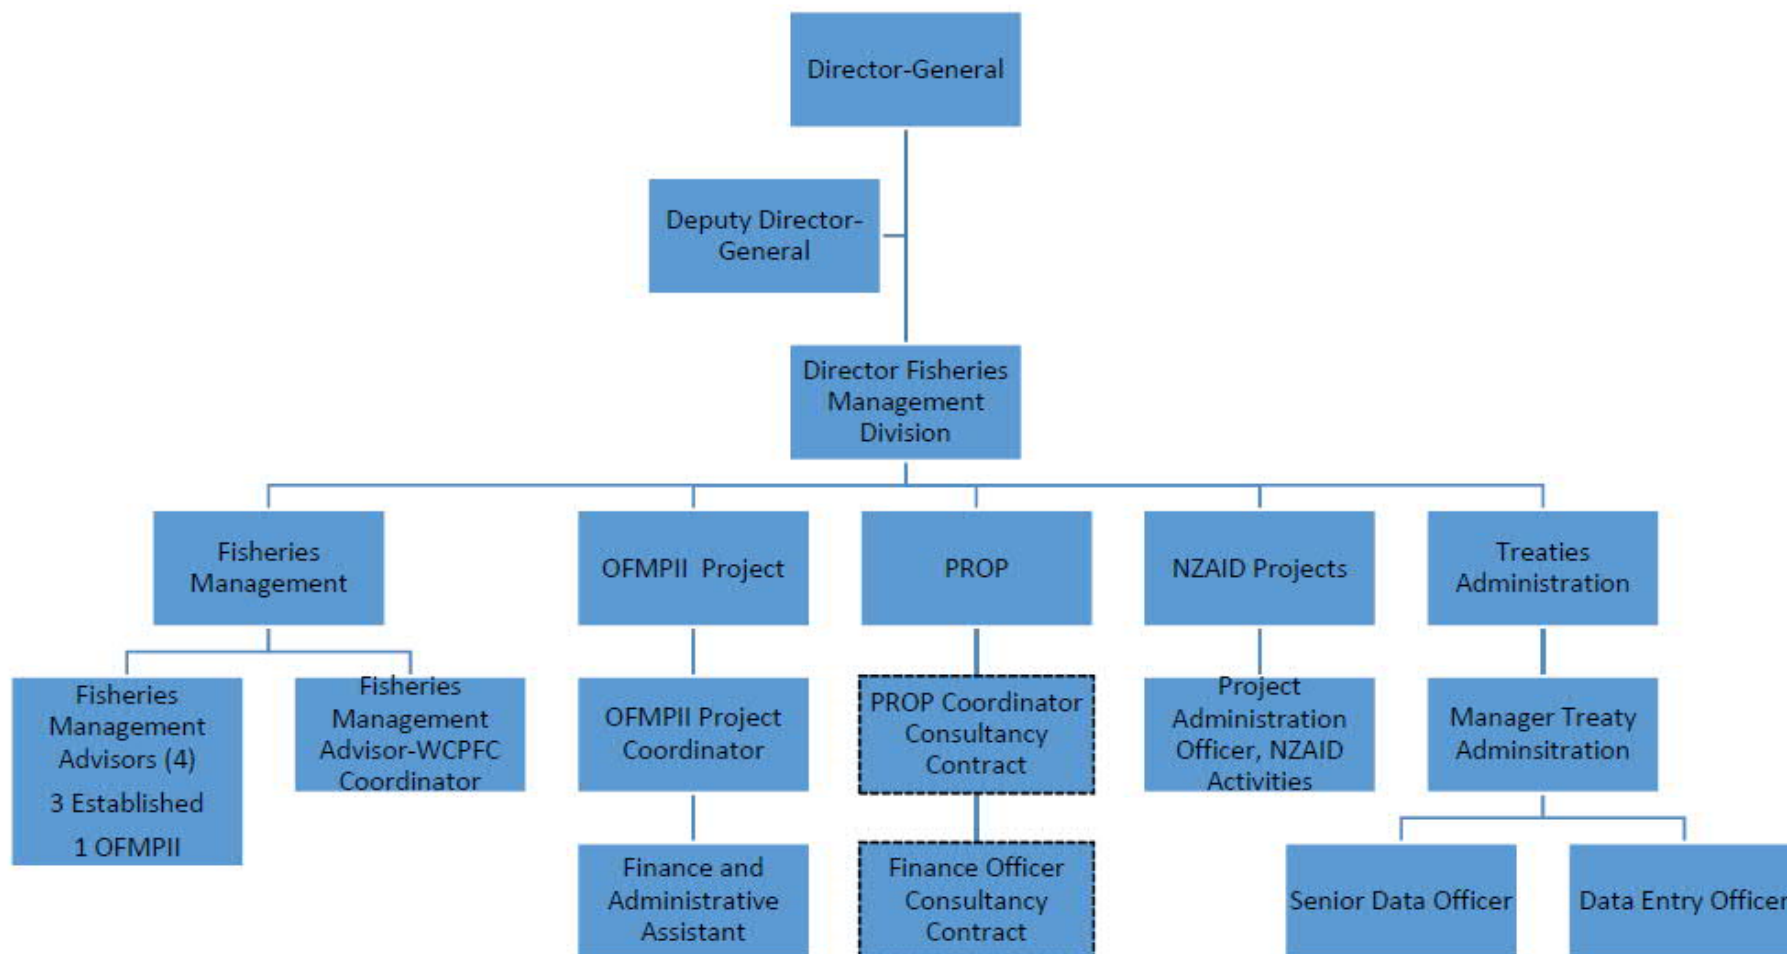 Director-General
Deputy Director-
General
Director Fisheries
Management
Division
Fisheries
Management
OFMPII Project
PROP
NZAID Projects
Treaties
Administration
Fisheries
Management
Advisors (4)
3 Established
1 OFMPII
Fisheries
Management
Advisor-WCPFC
Coordinator
OFMPII Project
Coordinator
PROP Coordinator
Consultancy
Contract
Project
Administration
Officer, NZAID
Activities
Manager Treaty
Adminsitration
Finance and
Administrative
Assistant
Finance Officer
Consultancy
Contract
Senior Data Officer
Data Entry Officer